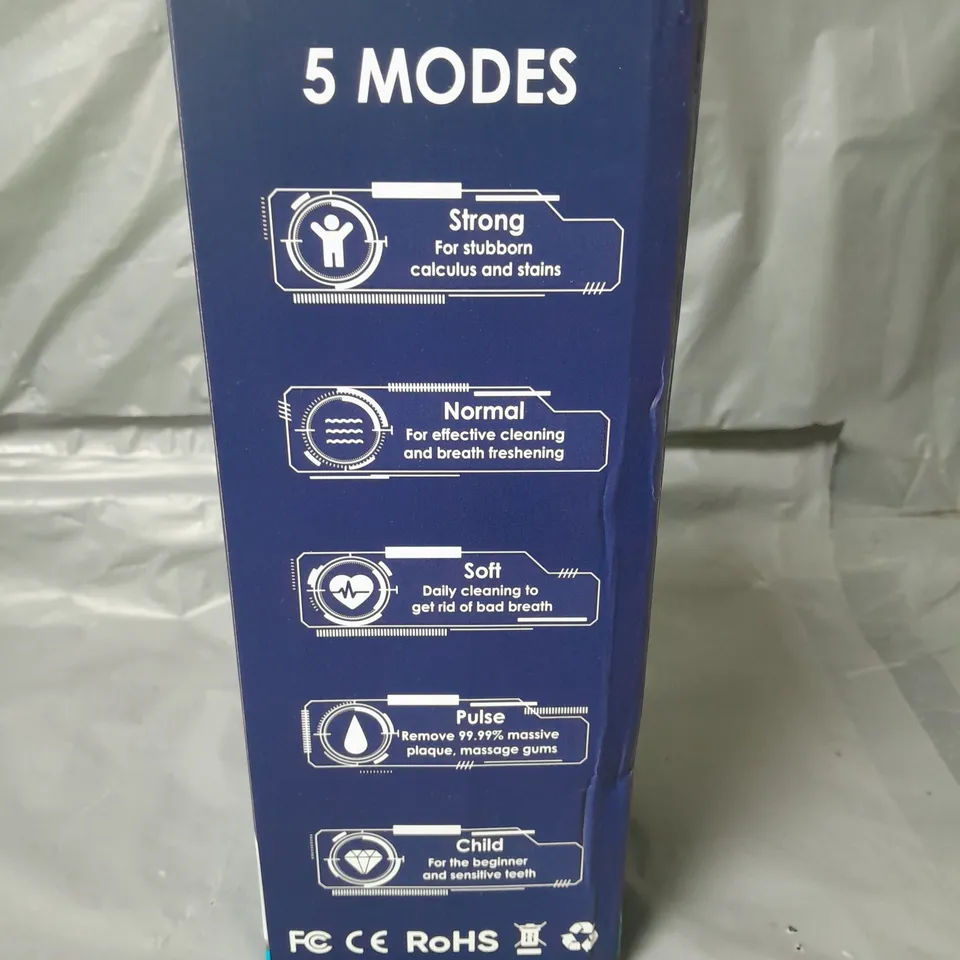 5 MODES
Strong
For stubborn
calculus and stains
Normal
For effective cleaning
and breath freshening
Soft
Daily cleaning to
get rid of bad breath
Pulse
Remove 99.99% massive
plaque, massage gums
Child
For the beginner
and sensitive teeth
FC CE RoHS